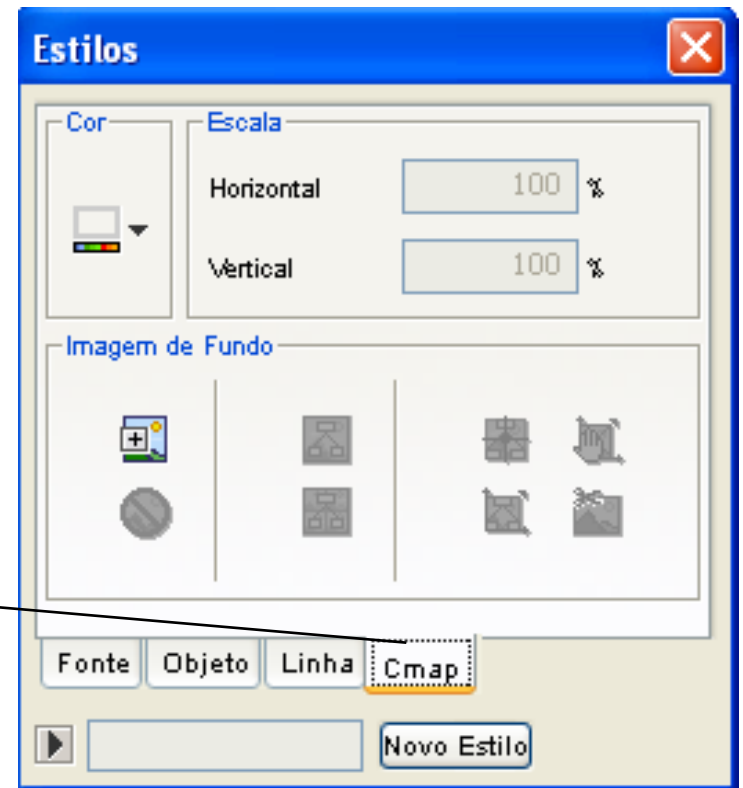 Estilos
Cor
Escala
Horizontal 100 %
Vertical 100 %
Imagem de Fundo
Fonte Objeto Linha Cmap
Novo Estilo